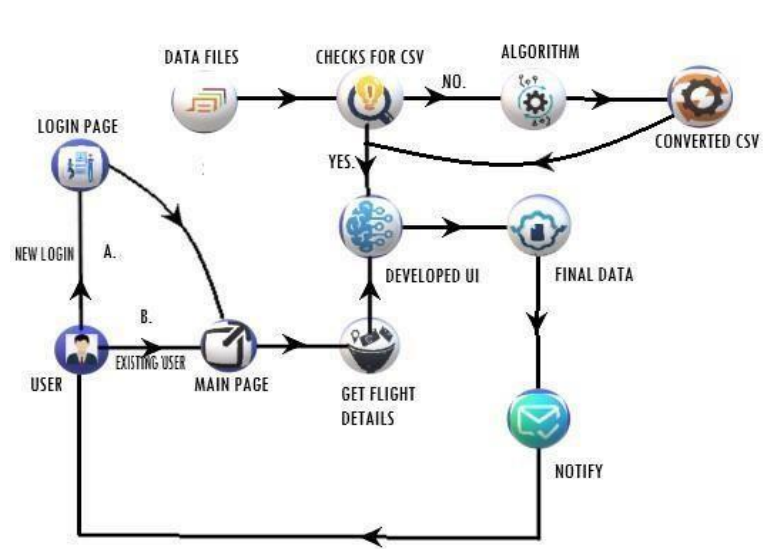 DATA FILES
CHECKS FOR CSV
ALGORITHM
NO.
CONVERTED CSV
LOGIN PAGE
YES.
NEW LOGIN
A.
DEVELOPED UI
FINAL DATA
B.
EXISTING USER
USER
MAIN PAGE
GET FLIGHT
DETAILS
NOTIFY